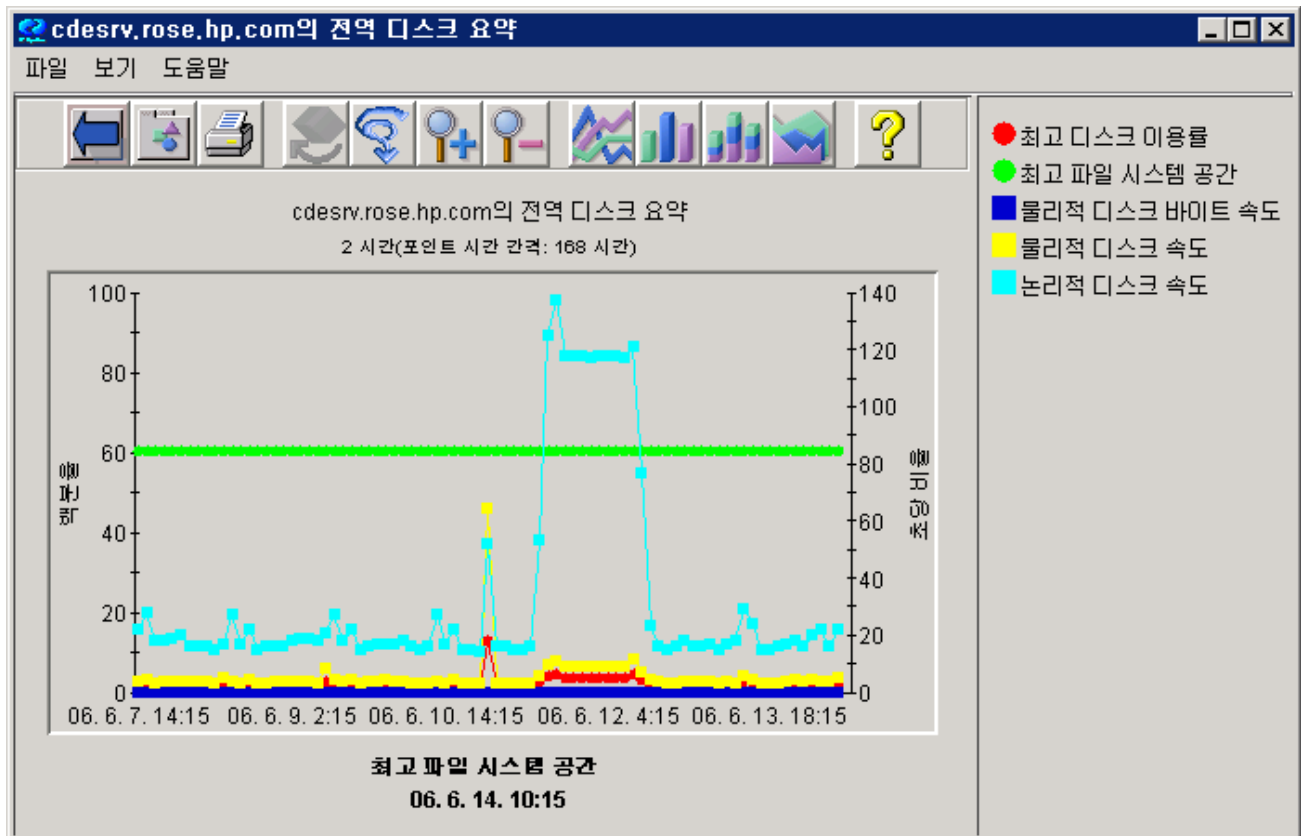 cdesrv.rose.hp.com의 전역 디스크 요약
파일 보기 도움말
최고 디스크 이용률
최고 파일 시스템 공간
물리적 디스크 바이트 속도
물리적 디스크 속도
논리적 디스크 속도
cdesrv.rose.hp.com의 전역 디스크 요약
2 시간(포인트 시간 간격: 168 시간)
100
80
60
40
20
0
백분율
140
120
100
80
60
40
20
0
초당 비율
06. 6. 7. 14:15 06. 6. 9. 2:15 06. 6. 10. 14:15 06. 6. 12. 4:15 06. 6. 13. 18:15
최고 파일 시스템 공간
06. 6. 14. 10:15